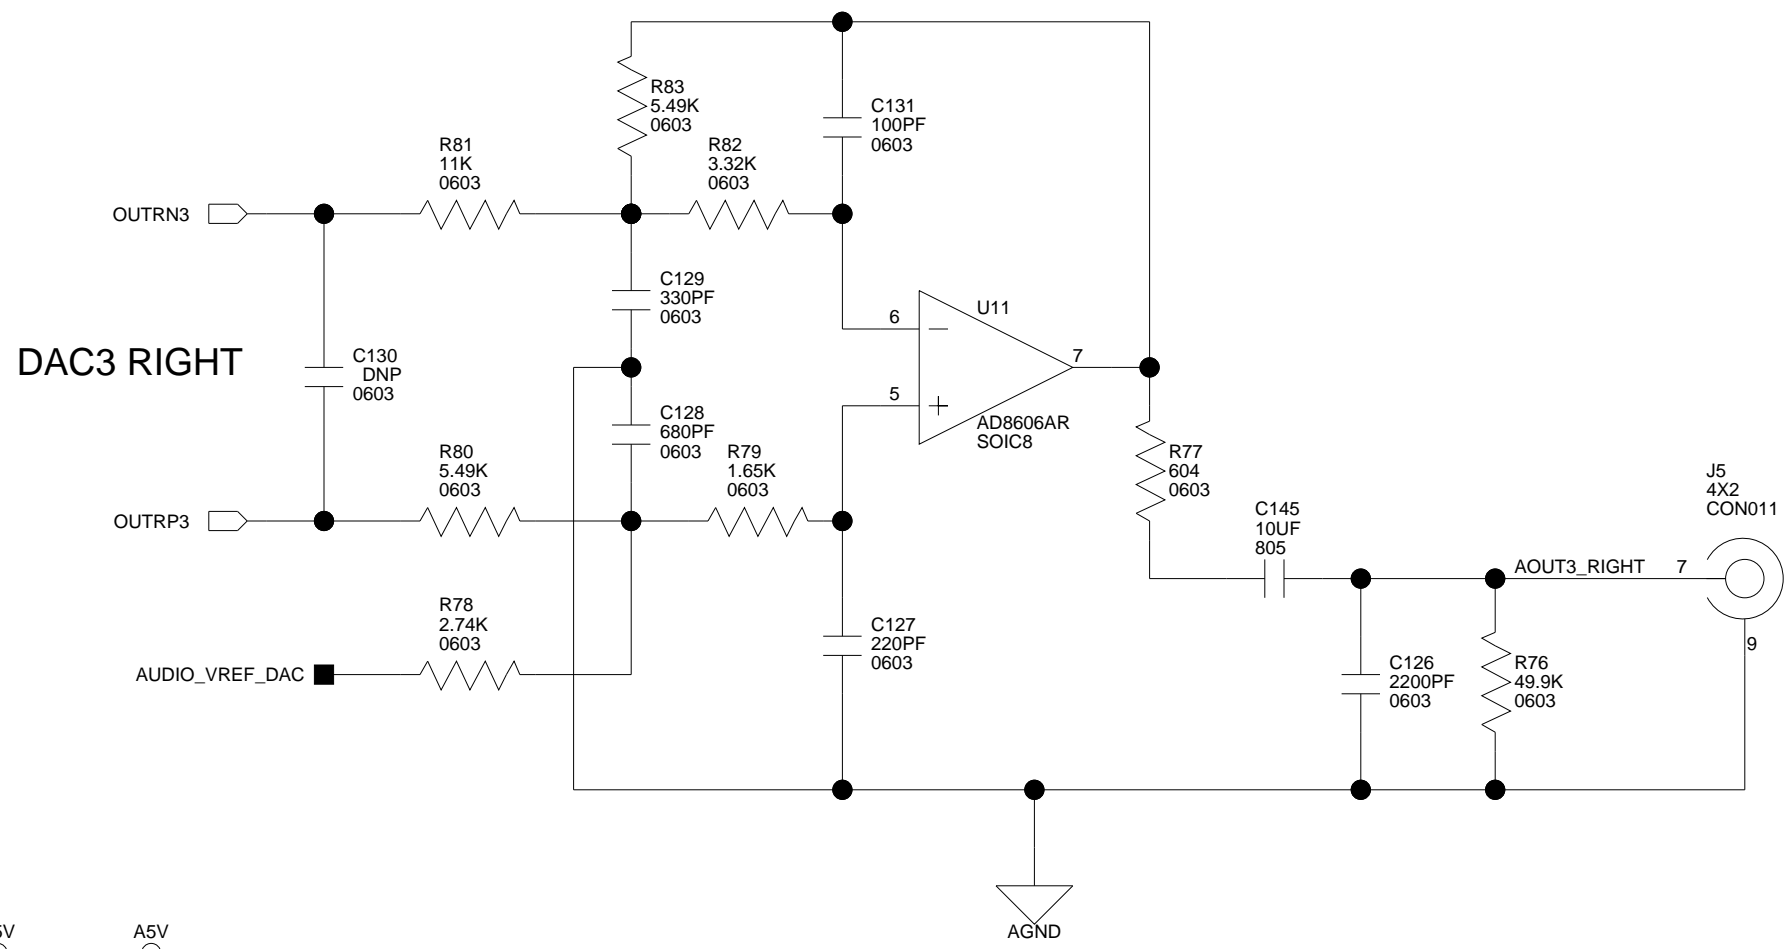 R83
5.49K
0603
C131
100PF
0603
R81
11K
0603
R82
3.32K
0603
OUTRN3
C129
330PF
0603
U11
6
DAC3 RIGHT
C130
DNP
0603
7
5
C128
680PF
0603
AD8606AR
SOIC8
R80
5.49K
0603
R79
1.65K
0603
R77
604
0603
J5
4X2
CON011
OUTRP3
C145
10UF
805
AOUT3_RIGHT 7
R78
2.74K
0603
C127
220PF
0603
9
AUDIO_VREF_DAC
C126
2200PF
0603
R76
49.9K
0603
A5V
AGND